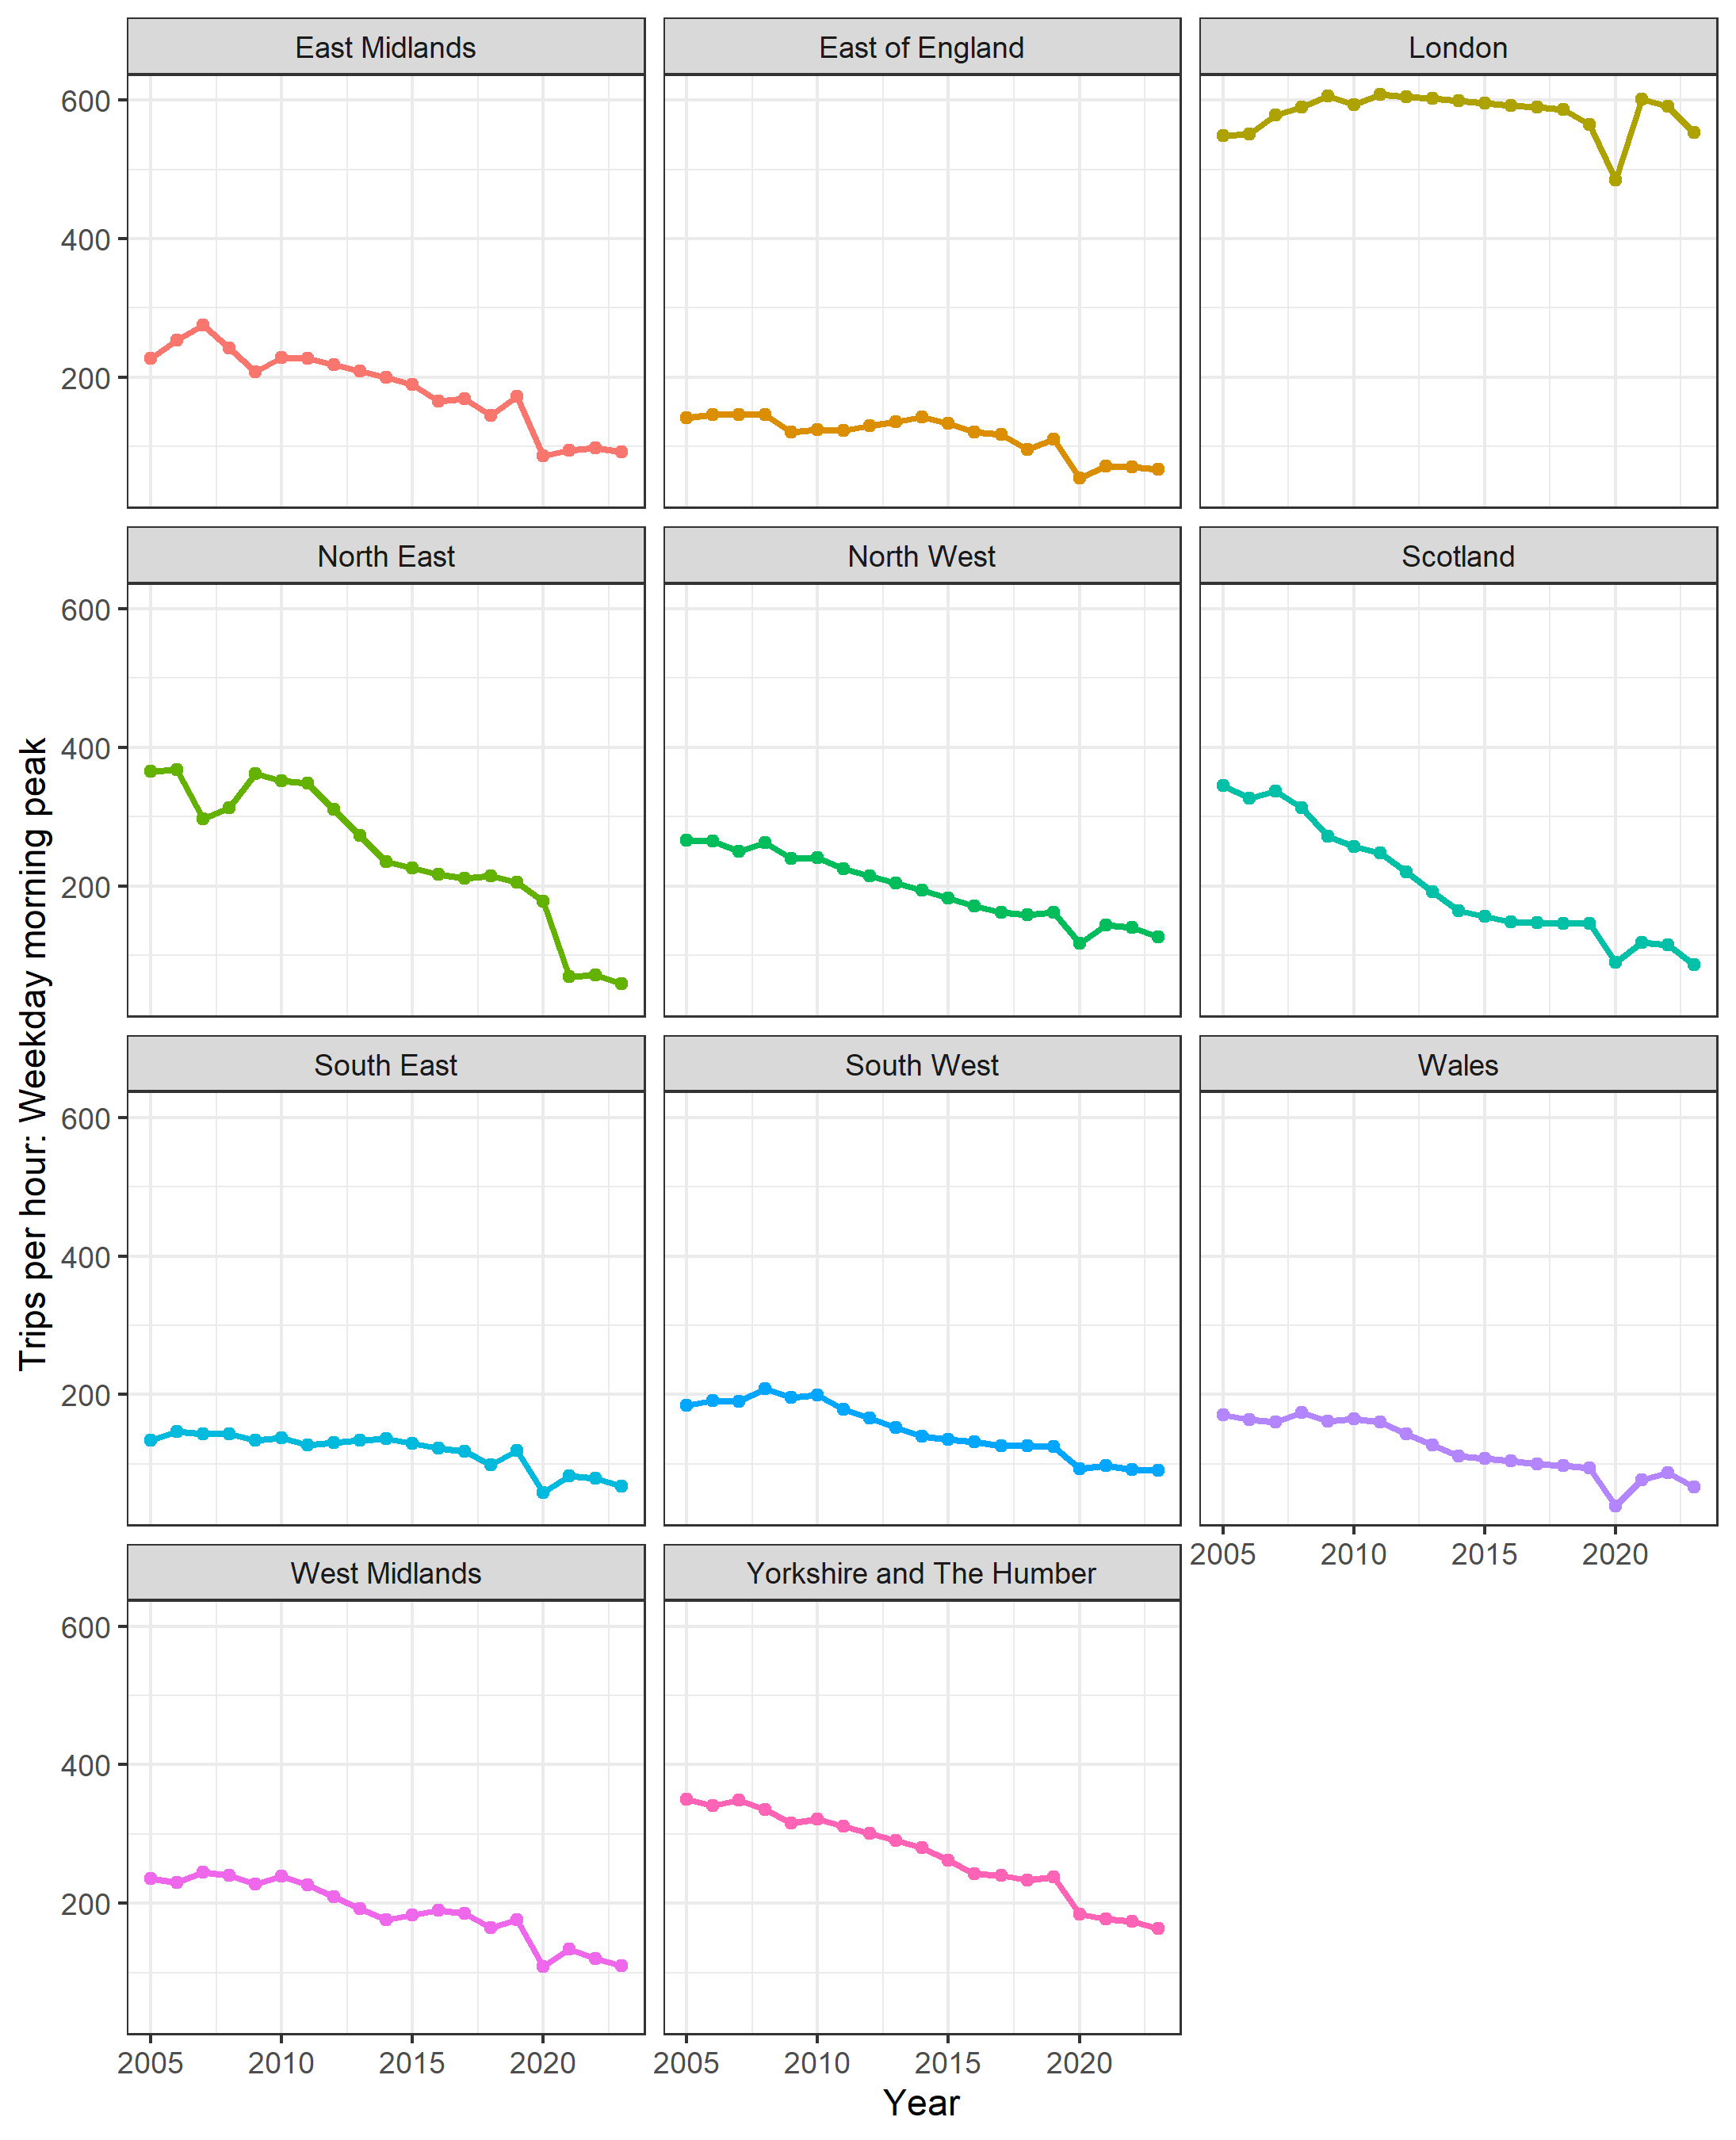 East Midlands
East of England
London
600
400
200
North East
North West
Scotland
600
400
200
South East
South West
Wales
600
400
200
2005 2010 2015 2020
West Midlands
Yorkshire and The Humber
600
400
200
2005 2010 2015 2020
2005 2010 2015 2020
Year
Trips per hour: Weekday morning peak